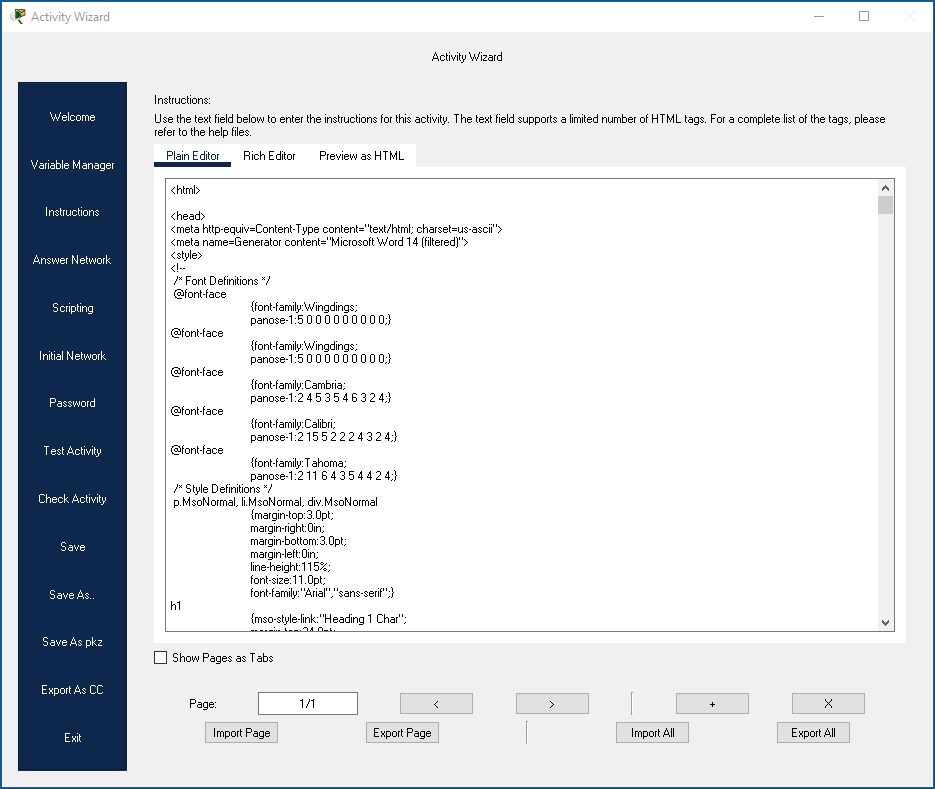 Activity Wizard
Activity Wizard
Welcome
Variable Manager
Instructions
Answer Network
Scripting
Initial Network
Password
Test Activity
Check Activity
Save
Save As..
Save As pkz
Export As CC
Exit
Instructions:
Use the text field below to enter the instructions for this activity. The text field supports a limited number of HTML tags. For a complete list of the tags, please
refer to the help files.
Plain Editor Rich Editor Preview as HTML
<html>
<head>
<meta http-equiv=Content-Type content="text/html; charset=us-ascii">
<meta name=Generator content="Microsoft Word 14 (filtered)">
<style>
<!--
/* Font Definitions */
@font-face
{font-family:Wingdings;
panose-1:5 0 0 0 0 0 0 0 0 0;}
@font-face
{font-family:Wingdings;
panose-1:5 0 0 0 0 0 0 0 0 0;}
@font-face
{font-family:Cambria;
panose-1:2 4 5 3 5 4 6 3 2 4;}
@font-face
{font-family:Calibri;
panose-1:2 15 5 2 2 2 4 3 2 4;}
@font-face
{font-family:Tahoma;
panose-1:2 11 6 4 3 5 4 4 2 4;}
/* Style Definitions */
p.MsoNormal, li.MsoNormal, div.MsoNormal
{margin-top:3.0pt;
margin-right:0in;
margin-bottom:3.0pt;
margin-left:0in;
line-height:115%;
font-size:11.0pt;
font-family:"Arial","sans-serif";}
h1
{mso-style-link:"Heading 1 Char";
margin-top:24.0pt;
Show Pages as Tabs
Page: 1/1 < > + X
Import Page Export Page Import All Export All